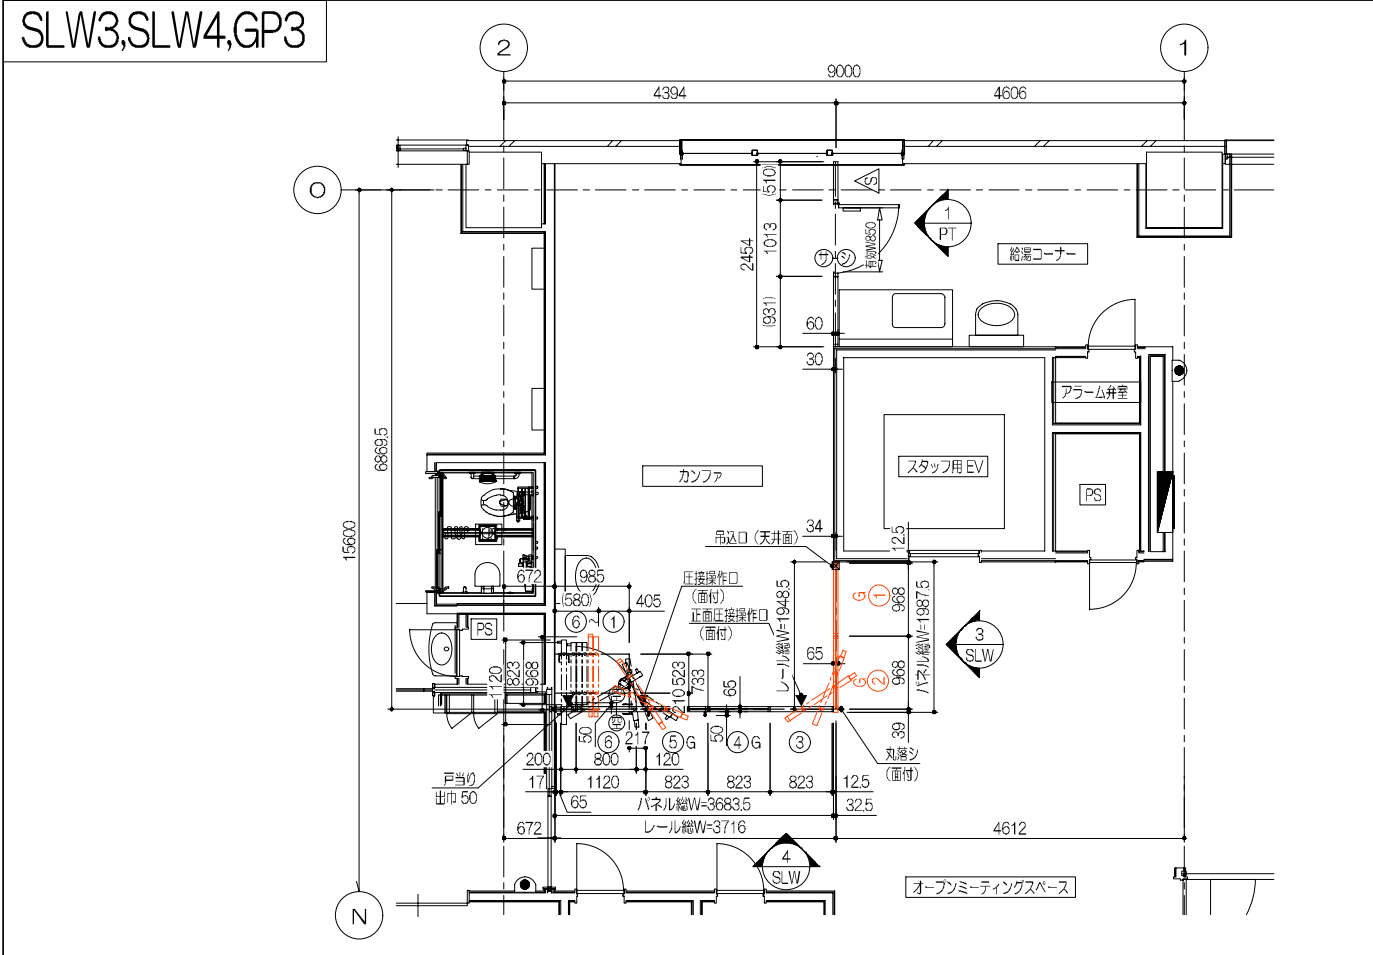 SLW3,SLW4,GP3
2
1
9000
4394
4606
O
(510)
S
1
PT
2454
1013
有効W850
サ
シ
給湯コーナー
(931)
60
30
アラーム弁室
6869.5
カンファ
スタッフ用 EV
PS
15600
34
12.5
吊込口 (天井面)
672
985
圧接操作口
(面付)
(580)
405
正面圧接操作口
(面付)
レール総W=1948.5
G
1
968
パネル総W=1987.5
6
~
1
PS
3
SLW
65
1120
823
968
523
733
210
65
G
2
968
50
6
217
5
G
50
4
G
3
39
丸落シ
(面付)
200
800
120
戸当り
出巾 50
17
1120
823
823
823
12.5
65
パネル総W=3683.5
32.5
672
レール総W=3716
4612
4
SLW
オープンミーティングスペース
N